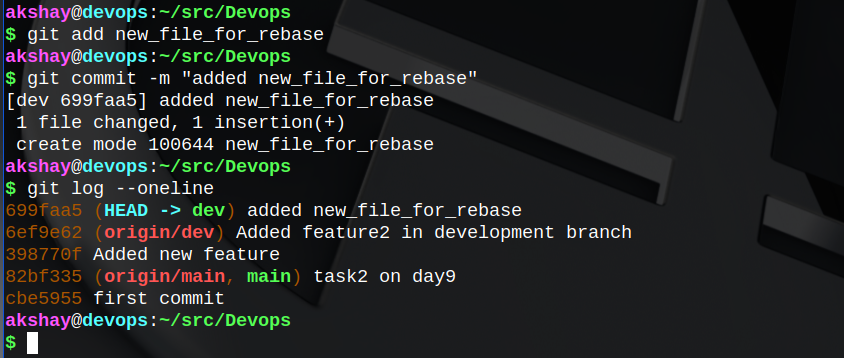 akshay@devops:~/src/Devops
$ git add new_file_for_rebase
akshay@devops:~/src/Devops
$ git commit -m "added new_file_for_rebase"
[dev 699faa5] added new_file_for_rebase
 1 file changed, 1 insertion(+)
 create mode 100644 new_file_for_rebase
akshay@devops:~/src/Devops
$ git log --oneline
699faa5 (HEAD -> dev) added new_file_for_rebase
6ef9e62 (origin/dev) Added feature2 in development branch
398770f Added new feature
82bf335 (origin/main, main) task2 on day9
cbe5955 first commit
akshay@devops:~/src/Devops
$